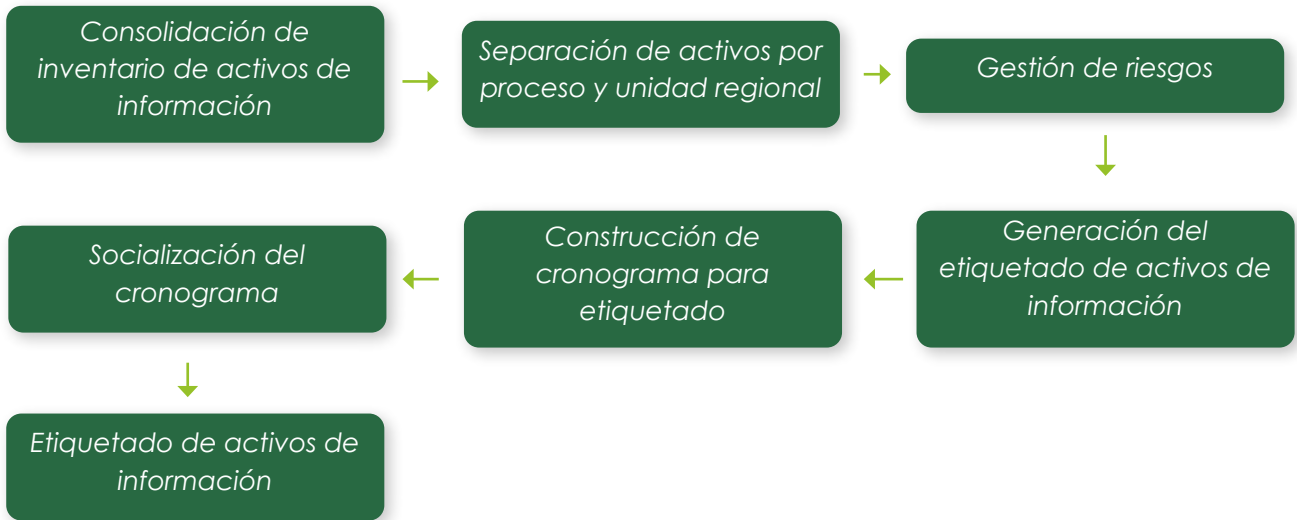 Consolidación de
inventario de activos de
información
Separación de activos por
proceso y unidad regional
Gestión de riesgos
Generación del
etiquetado de activos de
información
Construcción de
cronograma para
etiquetado
Socialización del
cronograma
Etiquetado de activos de
información